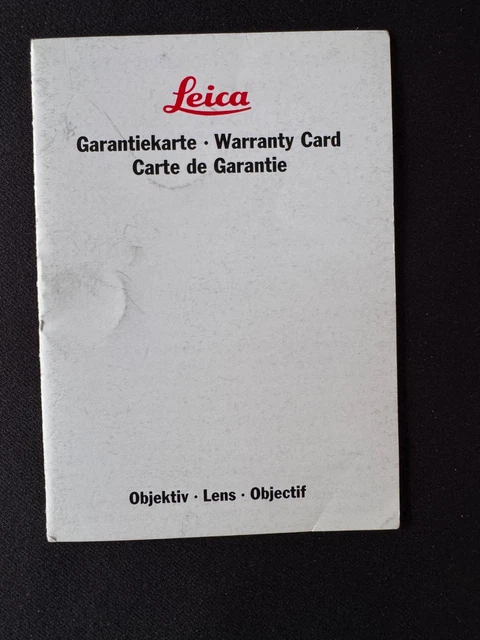 Leica
Garantiekarte · Warranty Card
Carte de Garantie
Objektiv · Lens · Objectif